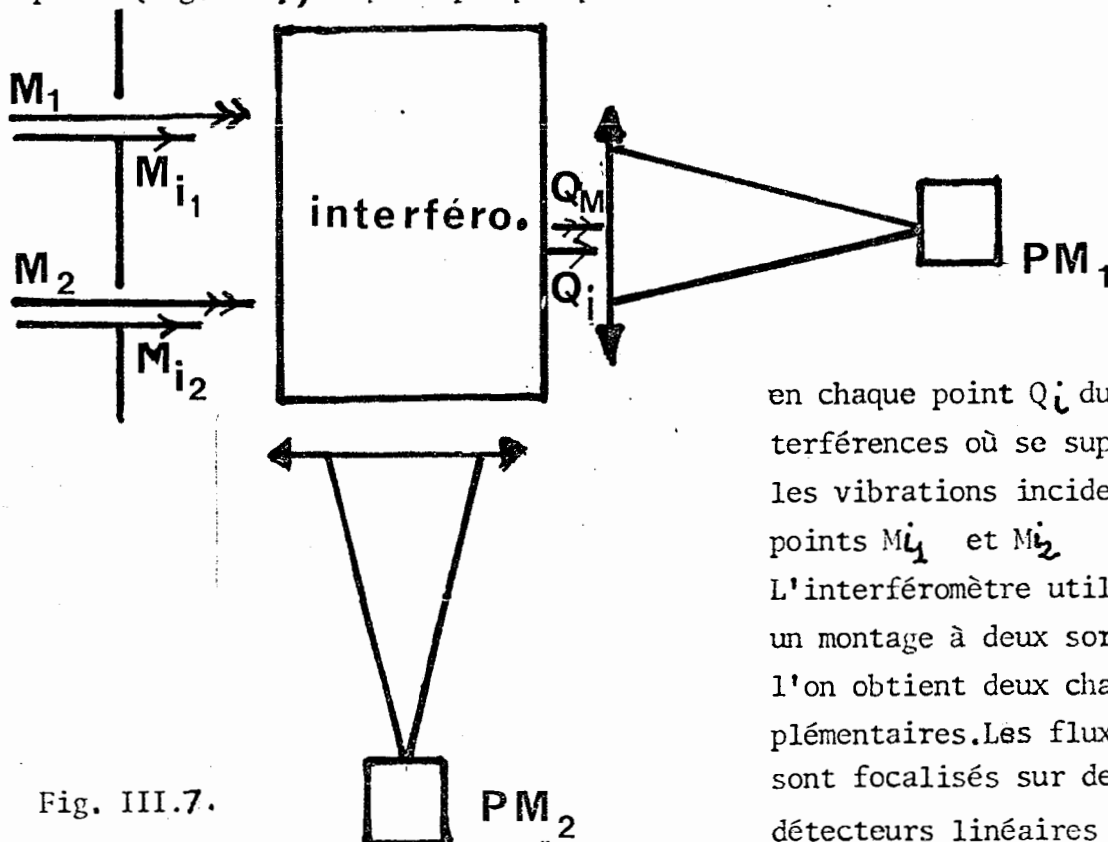 M1
Mi1
M2
Mi2
interféro.
QM
Qi
PM1
en chaque point Qi du
terférences où se sup
les vibrations incide
points Mi1 et Mi2
L'interféromètre util
un montage à deux sor
l'on obtient deux cha
plémentaires.Les flux
sont focalisés sur de
détecteurs linéaires
Fig. III.7.
PM2